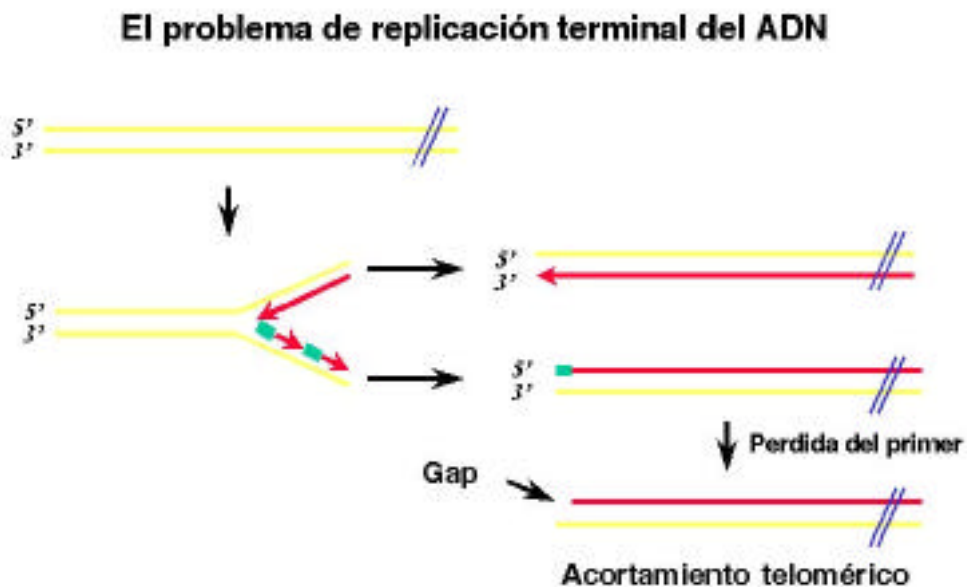 El problema de replicación terminal del ADN
5'
3'
5'
3'
5'
3'
5'
3'
Perdida del primer
Gap
Acortamiento telomérico